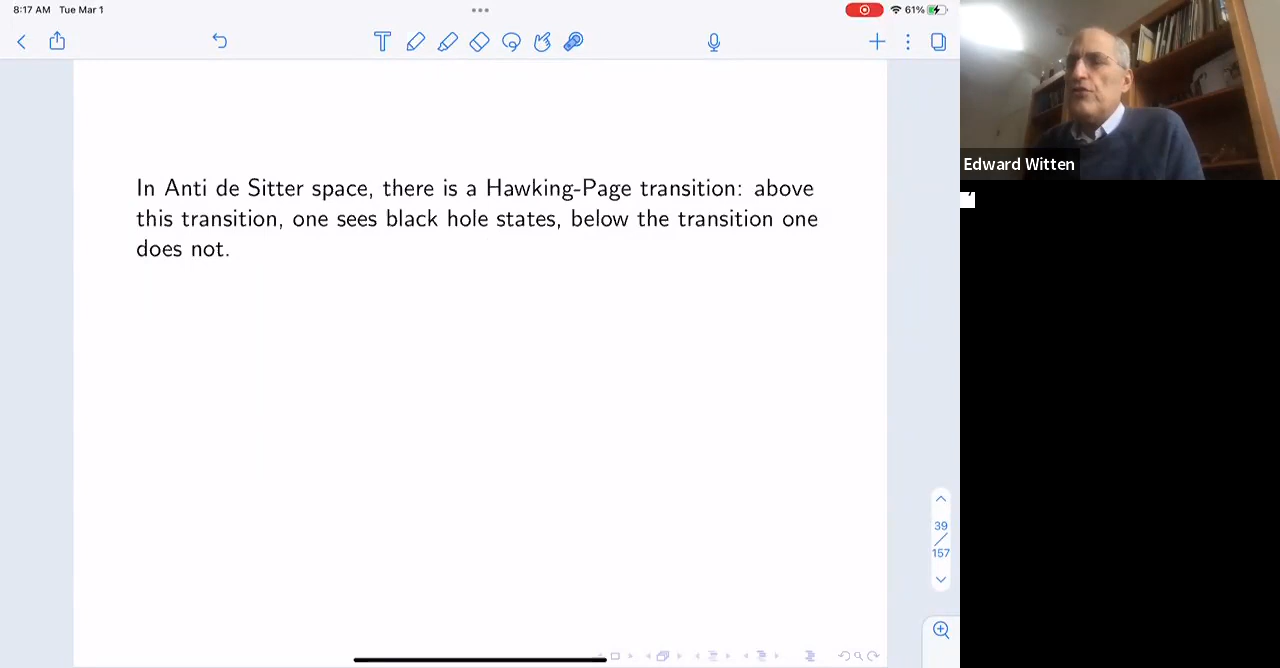 8:17 AM Tue Mar 1
61%
In Anti de Sitter space, there is a Hawking-Page transition: above
this transition, one sees black hole states, below the transition one
does not.
39
157
Edward Witten